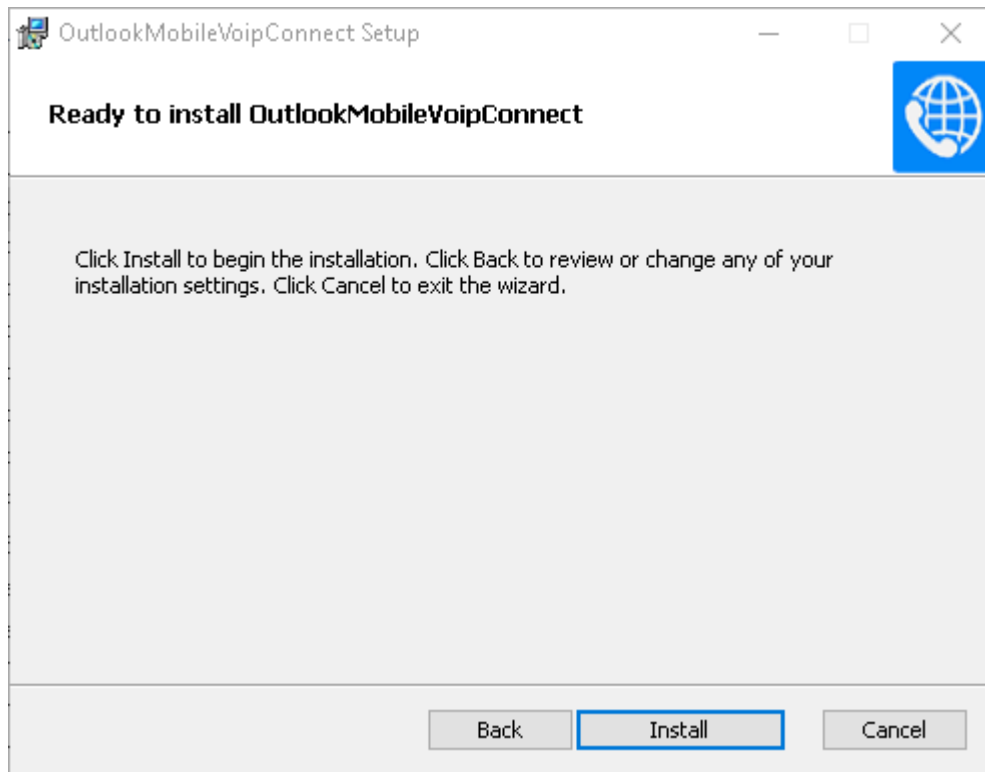 OutlookMobileVoipConnect Setup
Ready to install OutlookMobileVoipConnect
Click Install to begin the installation. Click Back to review or change any of your
installation settings. Click Cancel to exit the wizard.
Back Install Cancel